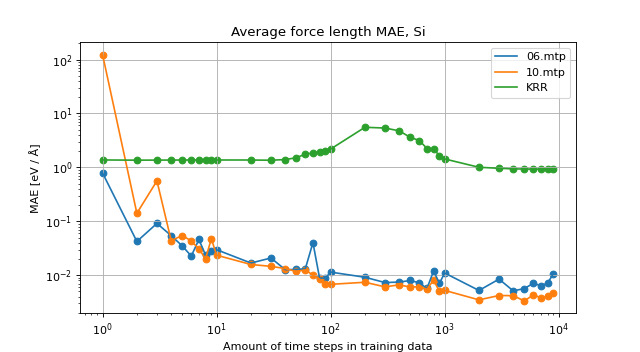 Average force length MAE, Si
MAE [eV / Å]
10²
10¹
10⁰
10⁻¹
10⁻²
06.mtp
10.mtp
KRR
10⁰
10¹
10²
10³
10⁴
Amount of time steps in training data